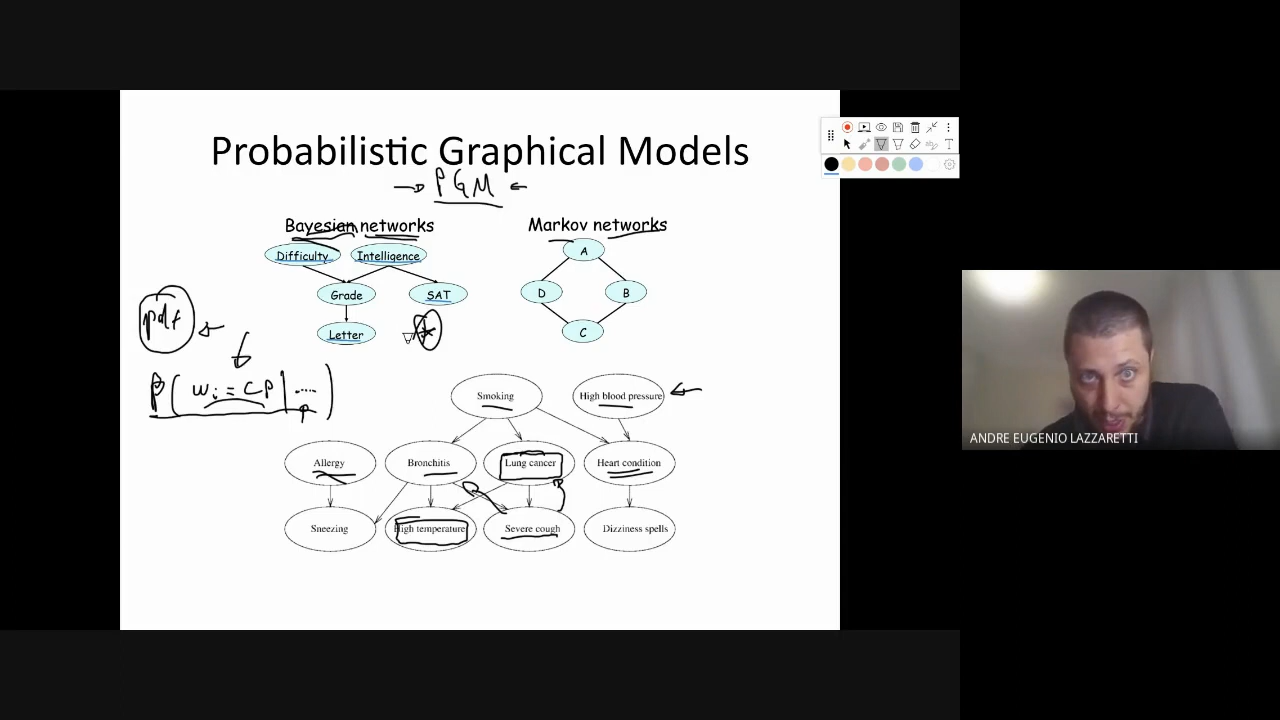 Probabilistic Graphical Models
PGM
Bayesian networks
Markov networks
Difficulty
Intelligence
A
Grade
SAT
D
B
Letter
C
pdf
P( wi = CP | .... )
Smoking
High blood pressure
Allergy
Bronchitis
Lung cancer
Heart condition
Sneezing
High temperature
Severe cough
Dizziness spells
T
ANDRE EUGENIO LAZZARETTI